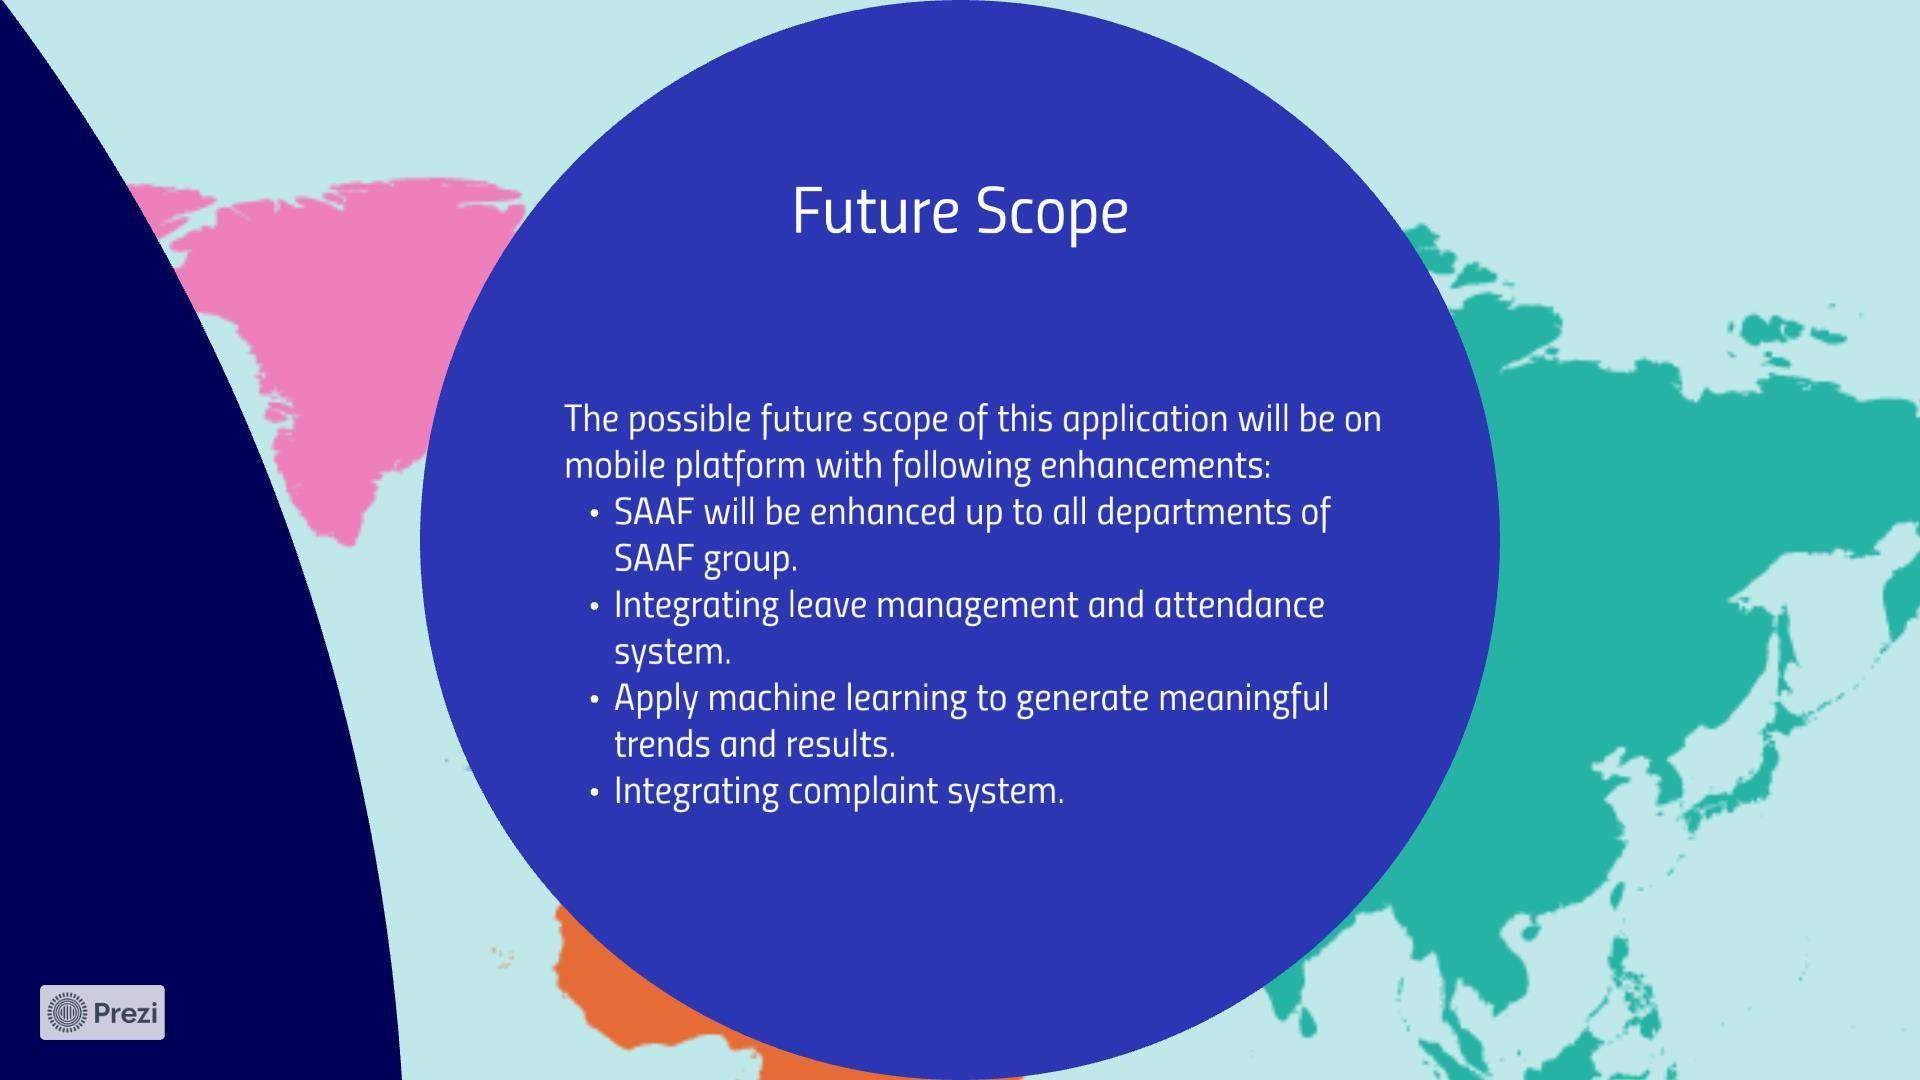 Future Scope
The possible future scope of this application will be on
mobile platform with following enhancements:
• SAAF will be enhanced up to all departments of
SAAF group.
• Integrating leave management and attendance
system.
• Apply machine learning to generate meaningful
trends and results.
• Integrating complaint system.
Prezi